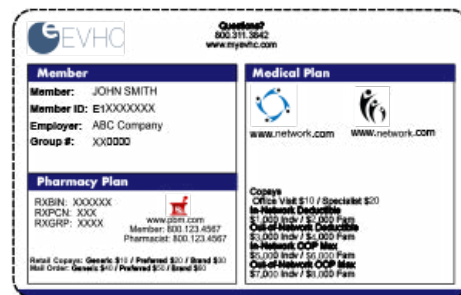 eEVHC
Questions?
800.311.3842
www.myevhc.com
Member
Member: JOHN SMITH
Member ID: E1XXXXXXX
Employer: ABC Company
Group #: XX0000
Medical Plan
www.network.com www.network.com
Pharmacy Plan
RXBIN: XXXXXX
RXPCN: XXX
RXGRP: XXXX
www.pbm.com
Member: 800.123.4567
Pharmacist: 800.123.4567
Retail Copays: Generic $10 / Preferred $20 / Brand $30
Mail Order: Generic $40 / Preferred $50 / Brand $60
Copays
Office Visit $10 / Specialist $20
In-Network Deductible
$1,000 Indv / $2,000 Fam
Out-of-Network Deductible
$3,000 Indv / $4,000 Fam
In-Network OOP Max
$5,000 Indv / $6,000 Fam
Out-of-Network OOP Max:
$7,000 Indv / $8,000 Fam